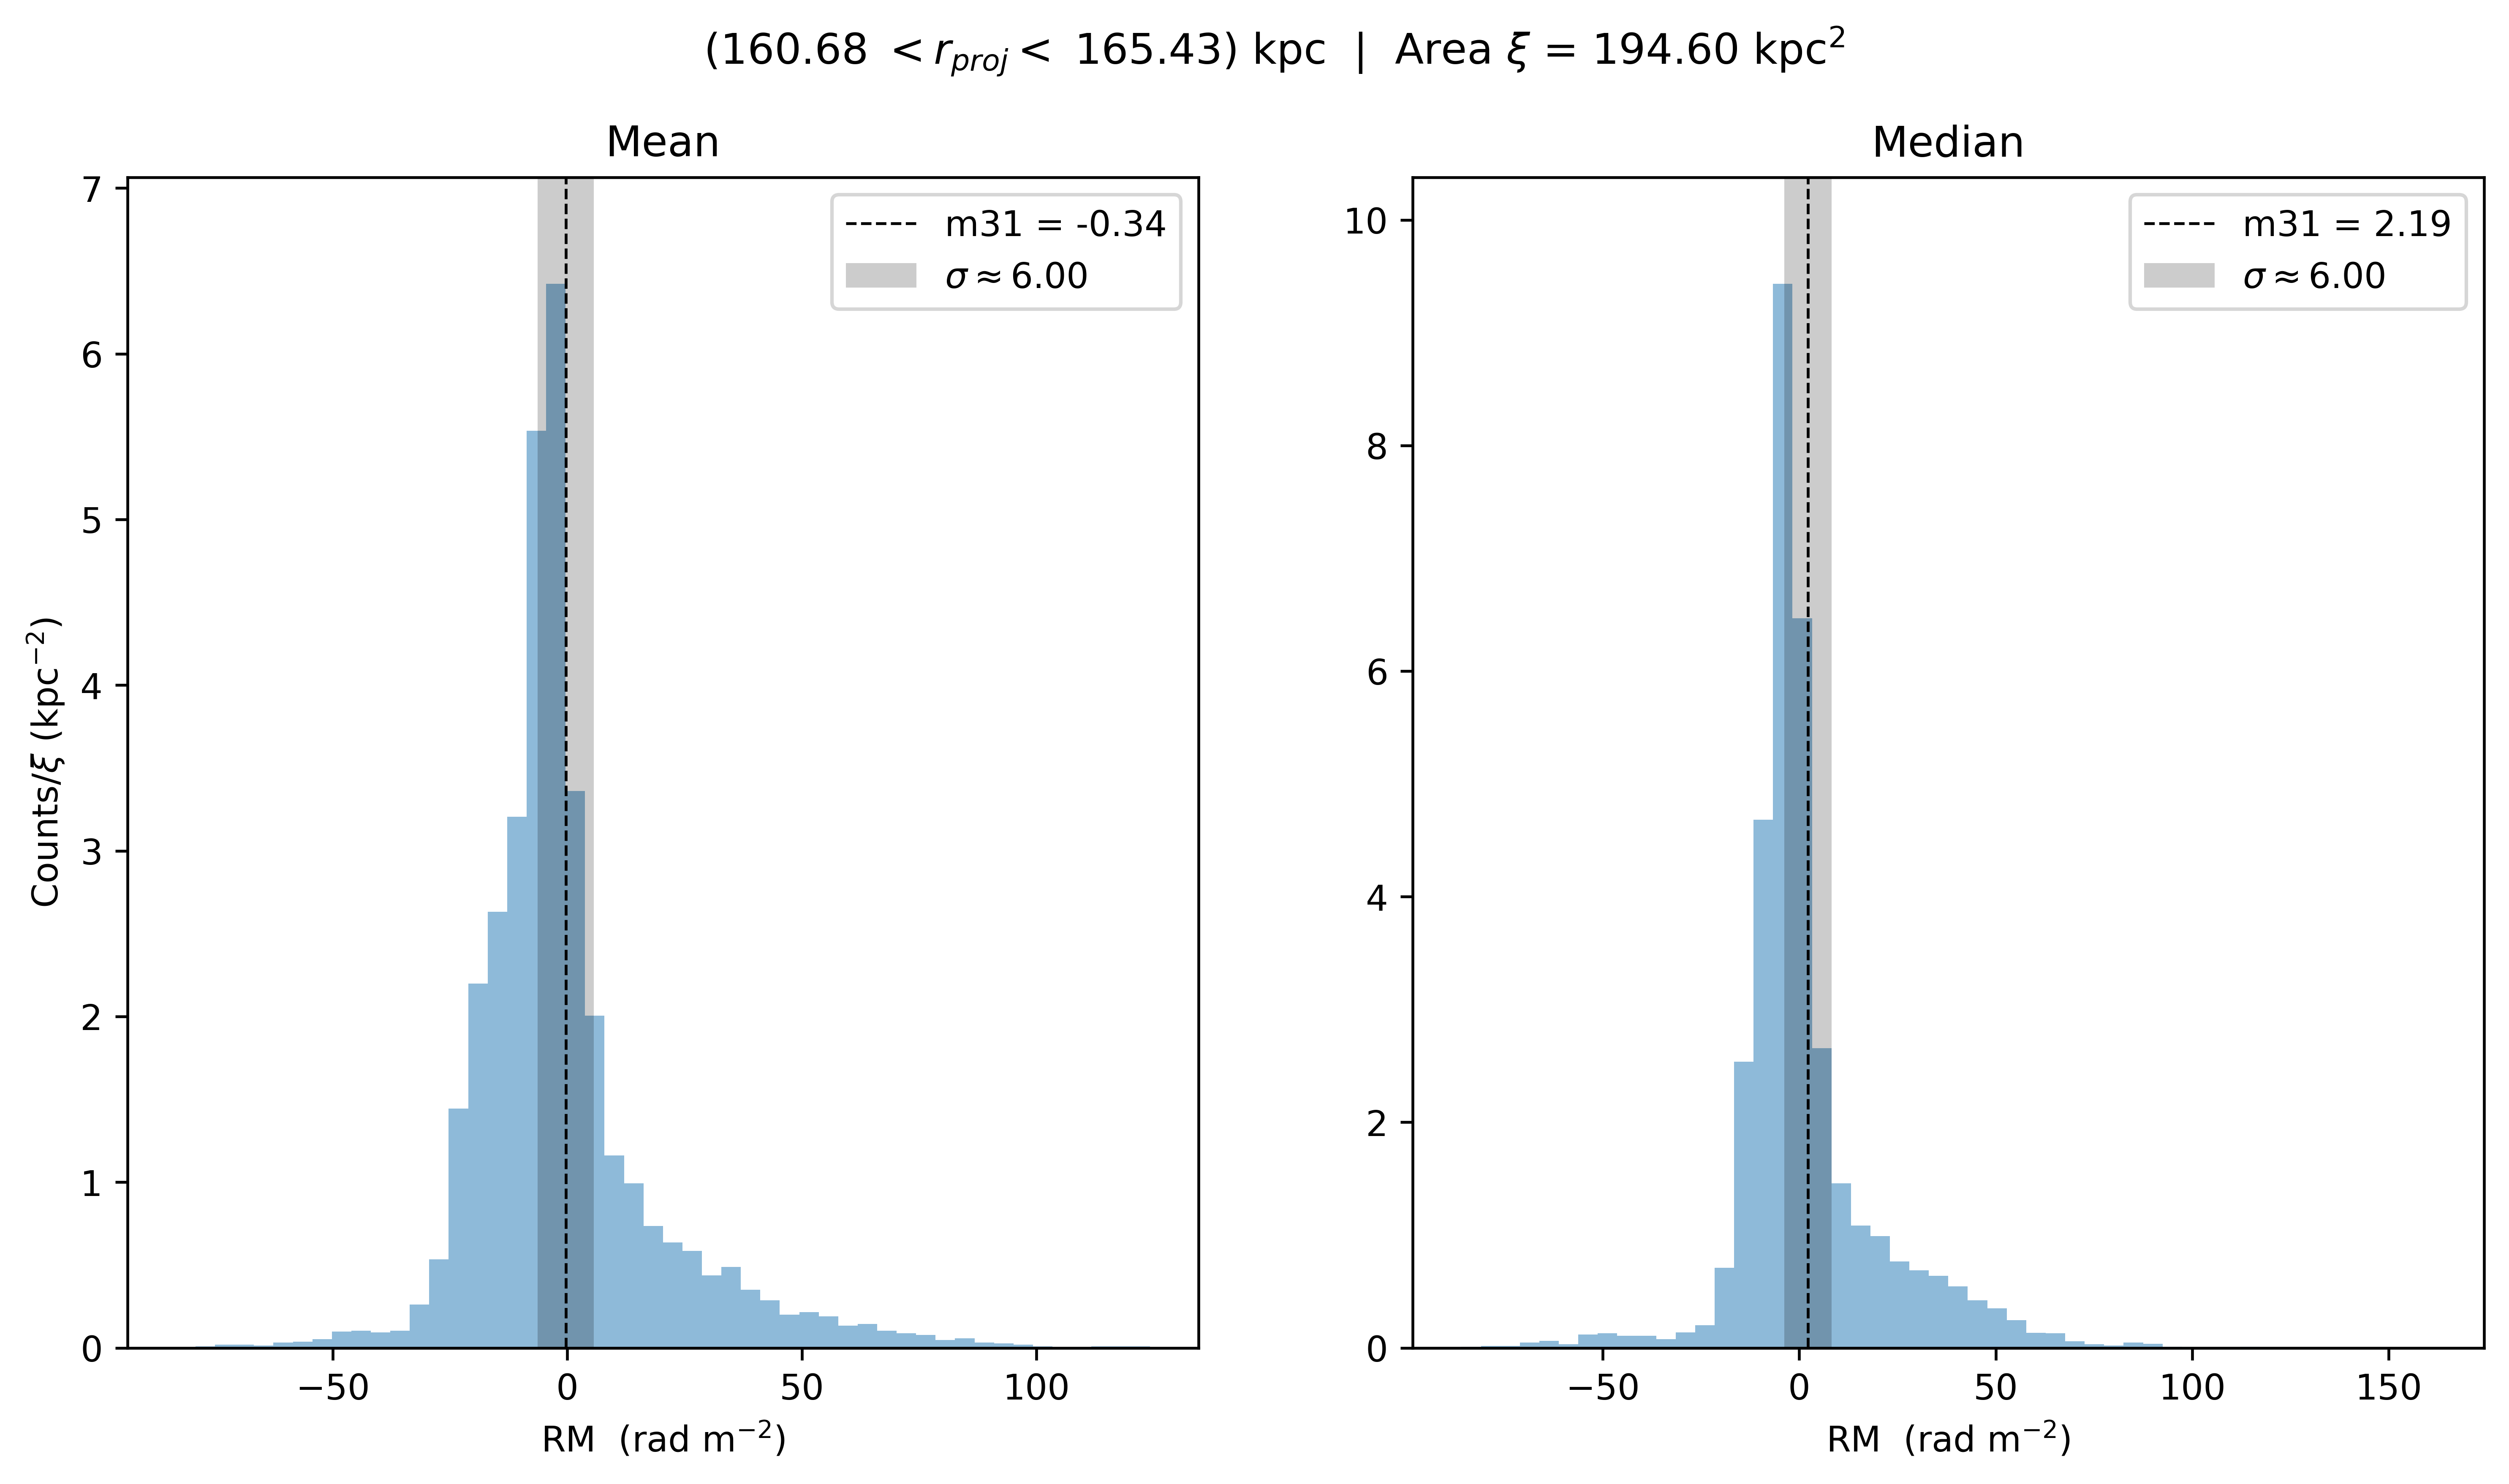 (160.68 < r_proj < 165.43) kpc | Area ξ = 194.60 kpc²
Mean
7
6
5
4
3
2
1
0
Counts/ξ (kpc⁻²)
m31 = -0.34
σ ≈ 6.00
−50 0 50 100
RM (rad m⁻²)
Median
10
8
6
4
2
0
m31 = 2.19
σ ≈ 6.00
−50 0 50 100 150
RM (rad m⁻²)